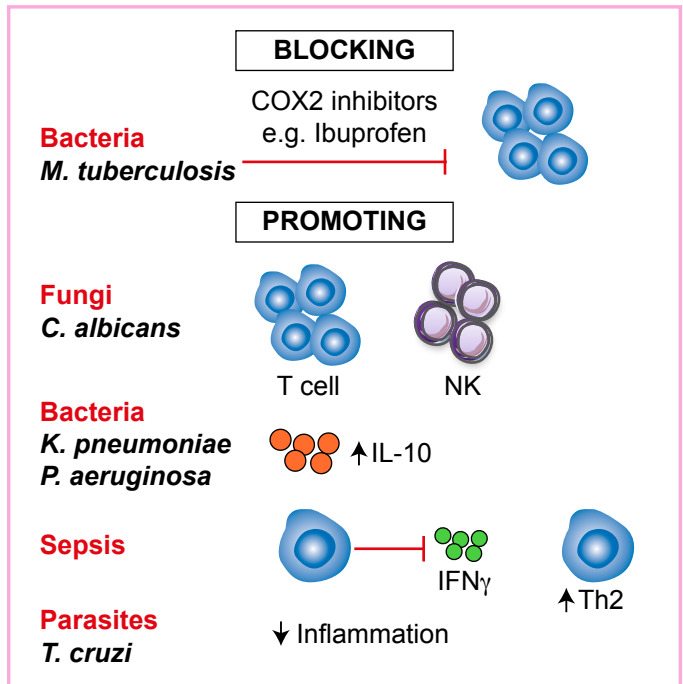 BLOCKING
COX2 inhibitors
e.g. Ibuprofen
Bacteria
M. tuberculosis
PROMOTING
Fungi
C. albicans
T cell
NK
Bacteria
K. pneumoniae
P. aeruginosa
↑IL-10
Sepsis
IFNγ
↑Th2
Parasites
T. cruzi
↓ Inflammation